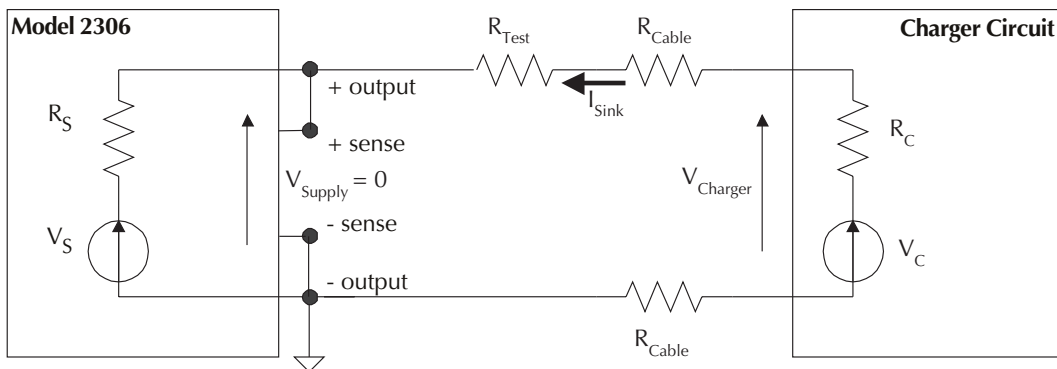 Model 2306
R_Test
R_Cable
Charger Circuit
+ output
I_Sink
R_S
+ sense
R_C
V_Supply = 0
V_Charger
- sense
V_S
V_C
- output
R_Cable